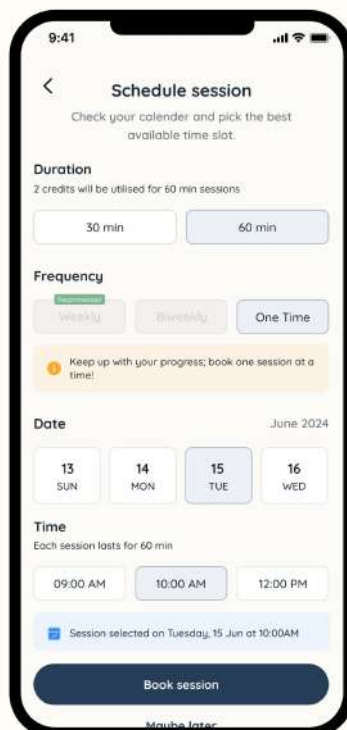 9:41
Schedule session
Check your calender and pick the best
available time slot.
Duration
2 credits will be utilised for 60 min sessions
30 min 60 min
Frequency
Recommended
Weekly Biweekly One Time
Keep up with your progress; book one session at a
time!
Date June 2024
13 14 15 16
SUN MON TUE WED
Time
Each session lasts for 60 min
09:00 AM 10:00 AM 12:00 PM
Session selected on Tuesday, 15 Jun at 10:00AM
Book session
Maybe later